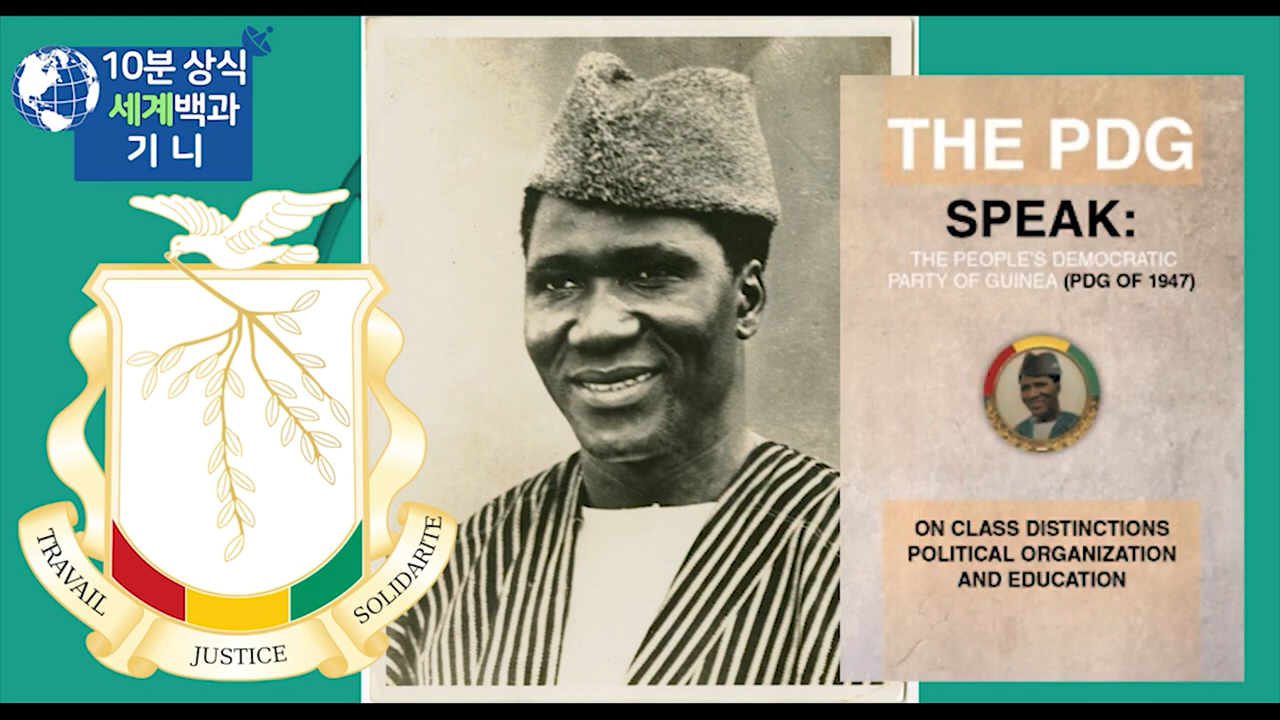 10분 상식
세계백과
기니
TRAVAIL
JUSTICE
SOLIDARITE
THE PDG
SPEAK:
THE PEOPLE'S DEMOCRATIC
PARTY OF GUINEA (PDG OF 1947)
ON CLASS DISTINCTIONS
POLITICAL ORGANIZATION
AND EDUCATION